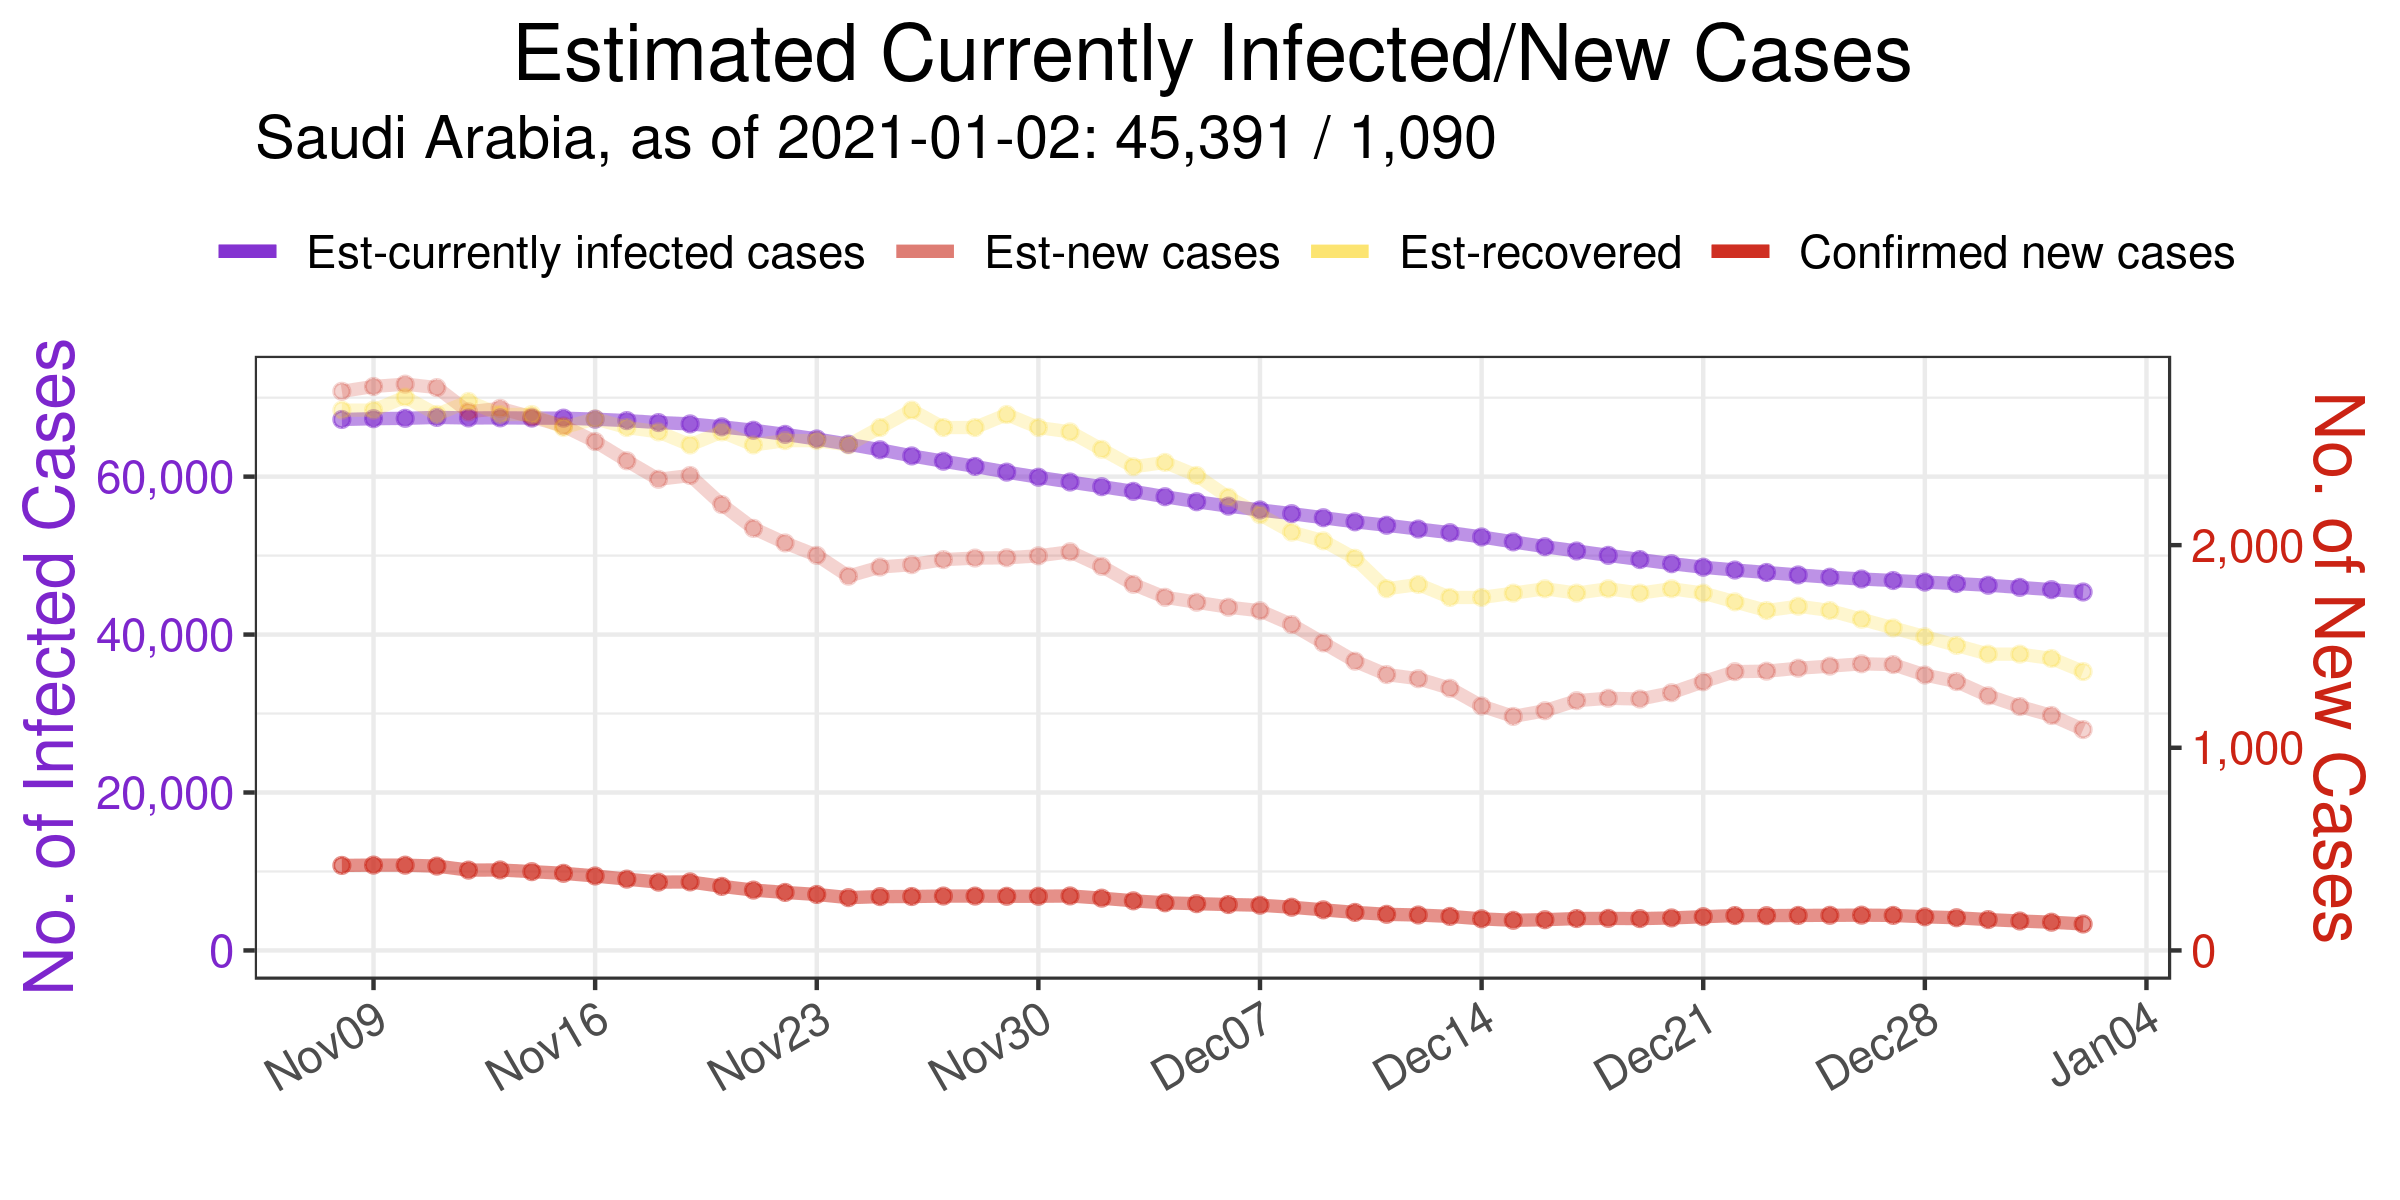 Estimated Currently Infected/New Cases
Saudi Arabia, as of 2021-01-02: 45,391 / 1,090
Est-currently infected cases Est-new cases Est-recovered Confirmed new cases
No. of Infected Cases
60,000
40,000
20,000
0
2,000
1,000
0
No. of New Cases
Nov09 Nov16 Nov23 Nov30 Dec07 Dec14 Dec21 Dec28 Jan04